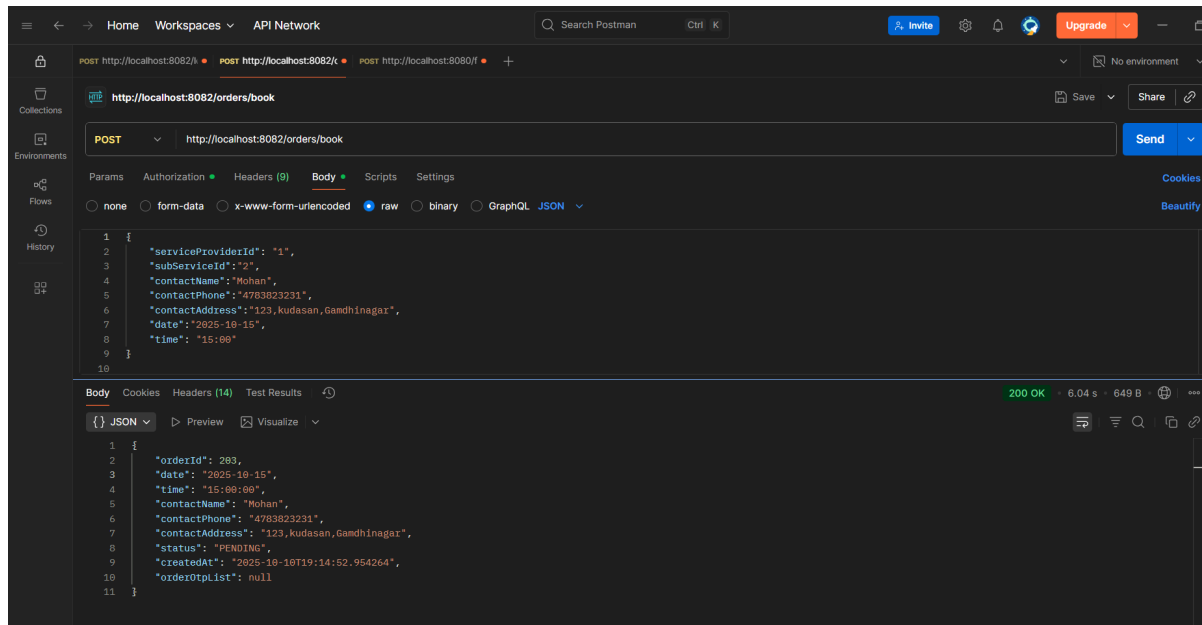 Home Workspaces API Network Search Postman Ctrl K Invite Upgrade
POST http://localhost:8082/ POST http://localhost:8082/ POST http://localhost:8080/f + No environment
Collections
Environments
Flows
History
HTTP http://localhost:8082/orders/book Save Share
POST http://localhost:8082/orders/book Send
Params Authorization Headers (9) Body Scripts Settings Cookies
none form-data x-www-form-urlencoded raw binary GraphQL JSON Beautify
1 {
2 "serviceProviderId": "1",
3 "subServiceId":"2",
4 "contactName":"Mohan",
5 "contactPhone":"4783823231",
6 "contactAddress":"123,kudasan,Gamdhinagar",
7 "date":"2025-10-15",
8 "time": "15:00"
9 }
10
Body Cookies Headers (14) Test Results 200 OK 6.04 s 649 B
{} JSON Preview Visualize
1 {
2 "orderId": 203,
3 "date": "2025-10-15",
4 "time": "15:00:00",
5 "contactName": "Mohan",
6 "contactPhone": "4783823231",
7 "contactAddress": "123,kudasan,Gamdhinagar",
8 "status": "PENDING",
9 "createdAt": "2025-10-10T19:14:52.954264",
10 "orderOtpList": null
11 }